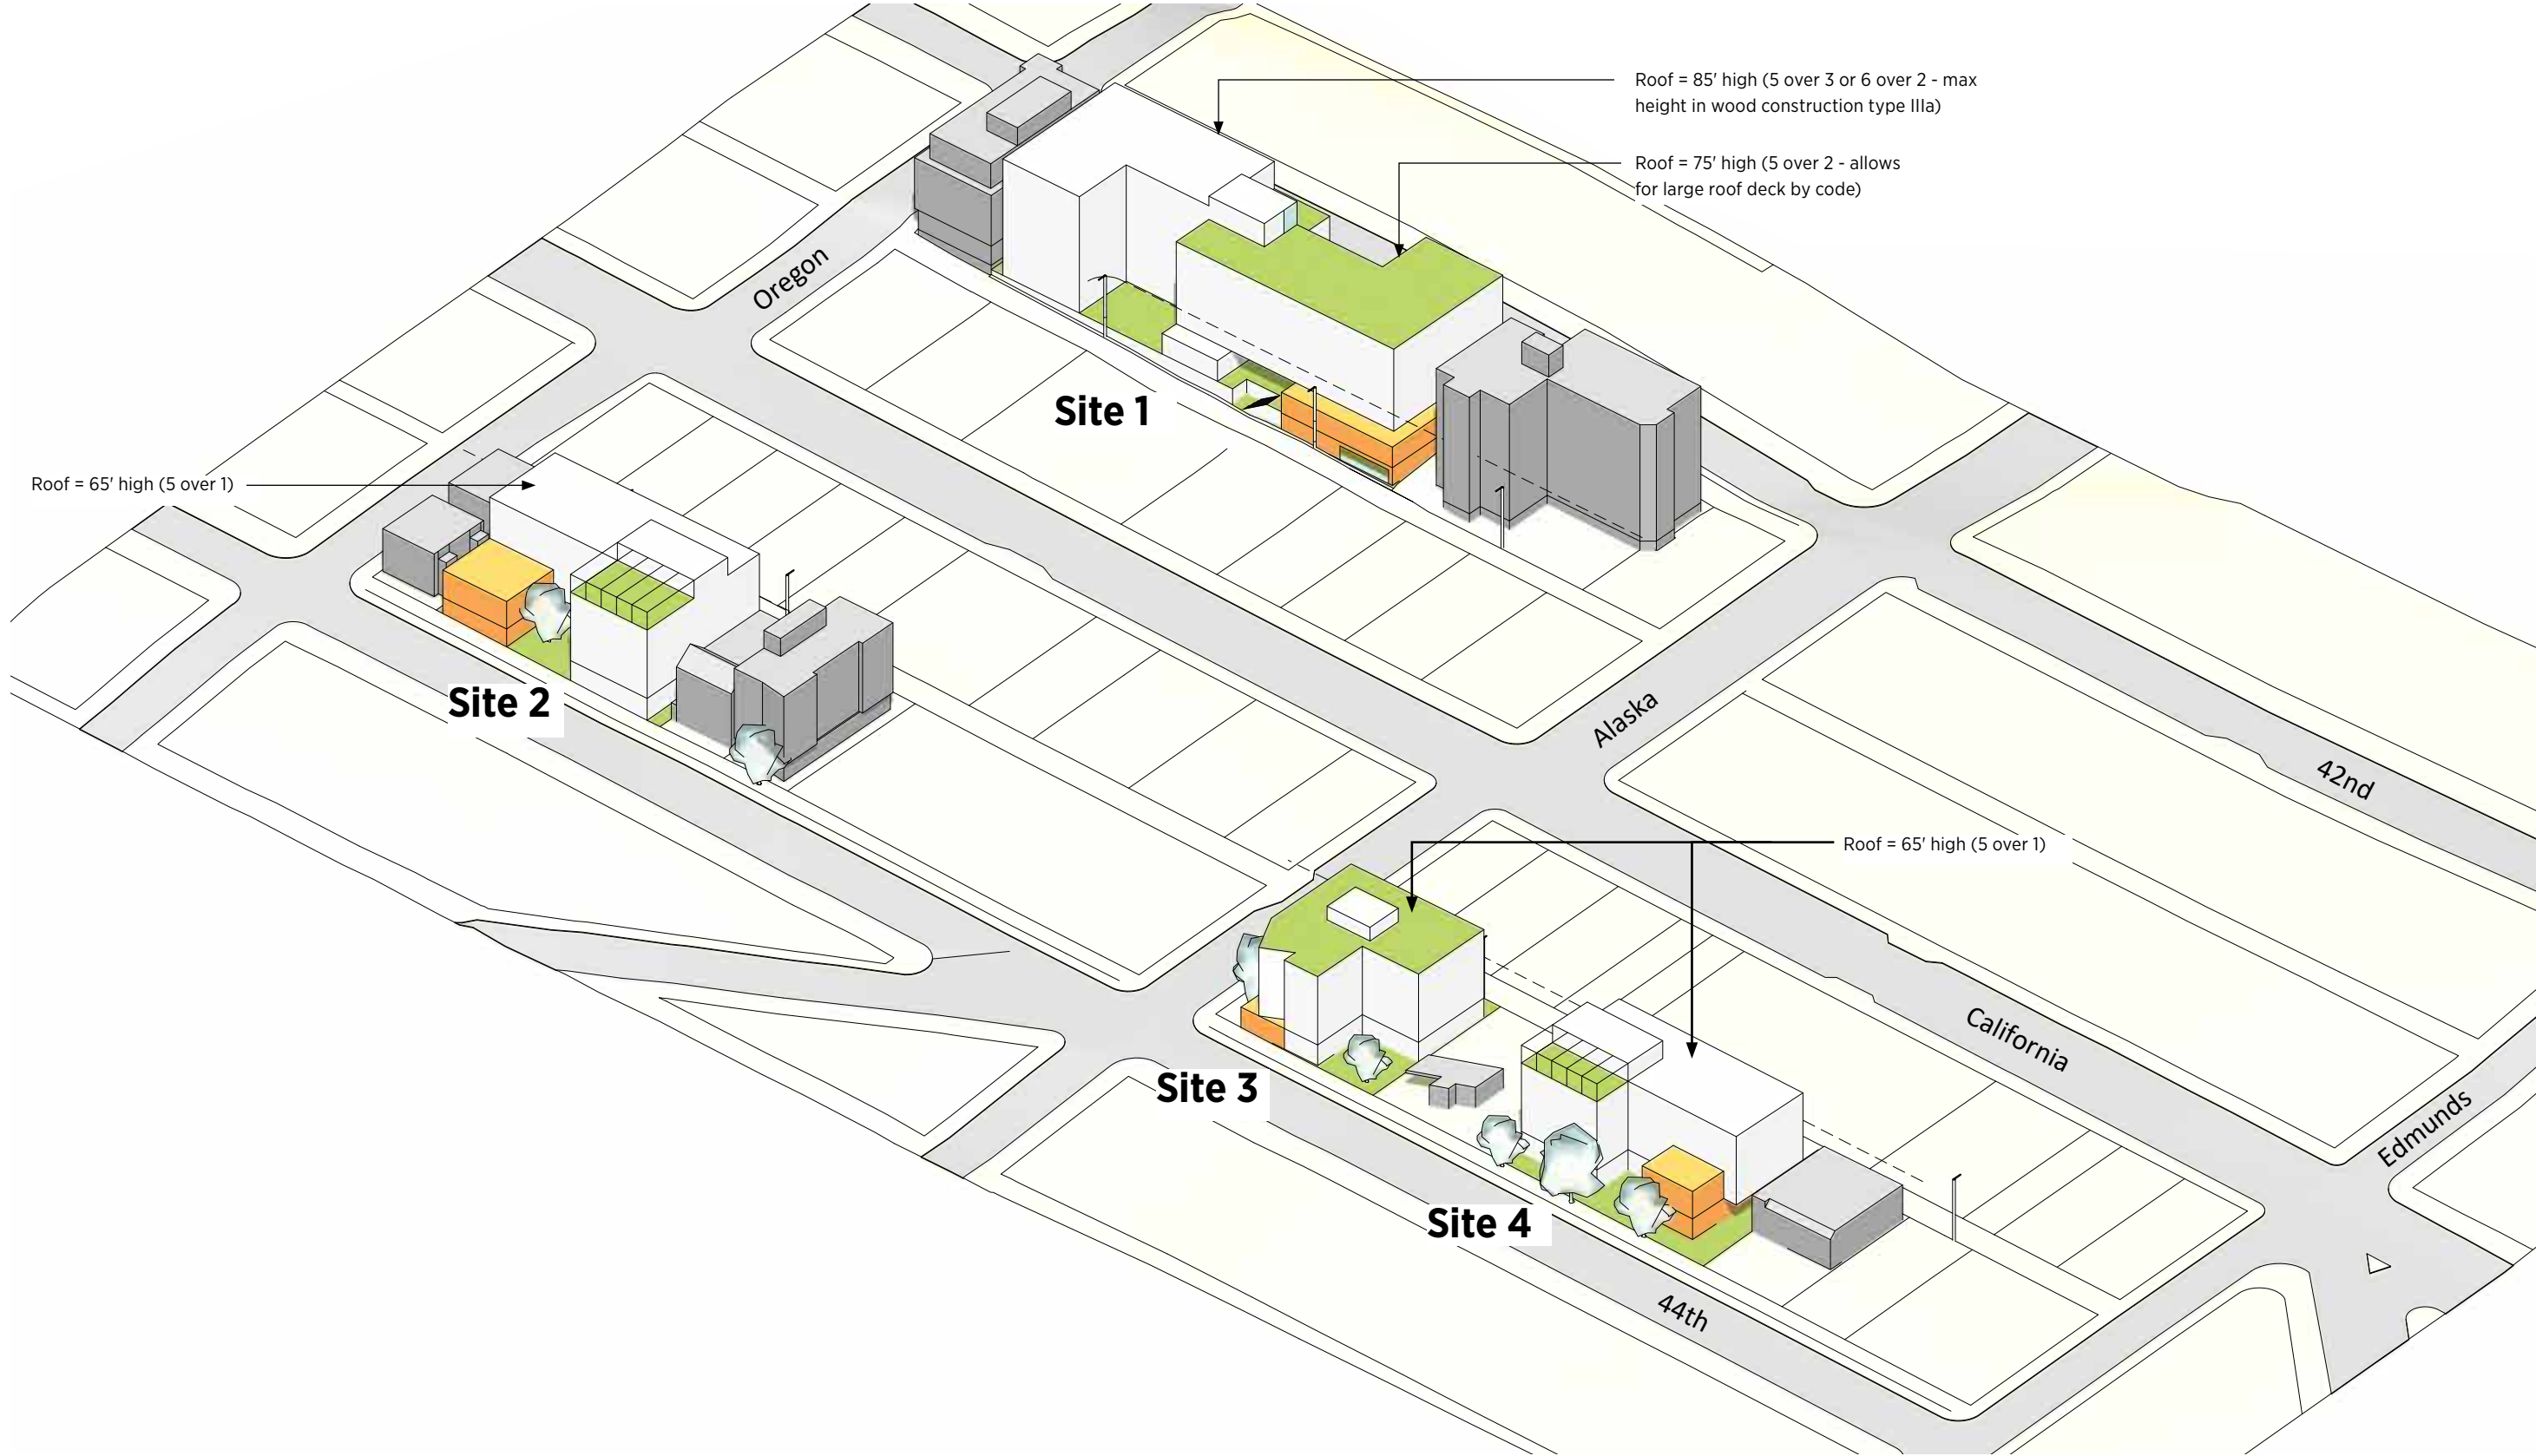 Roof = 85' high (5 over 3 or 6 over 2 - max
height in wood construction type IIIa)
Roof = 75' high (5 over 2 - allows
for large roof deck by code)
Oregon
Site 1
Roof = 65' high (5 over 1)
Site 2
Alaska
42nd
Roof = 65' high (5 over 1)
California
Site 3
Edmunds
Site 4
44th